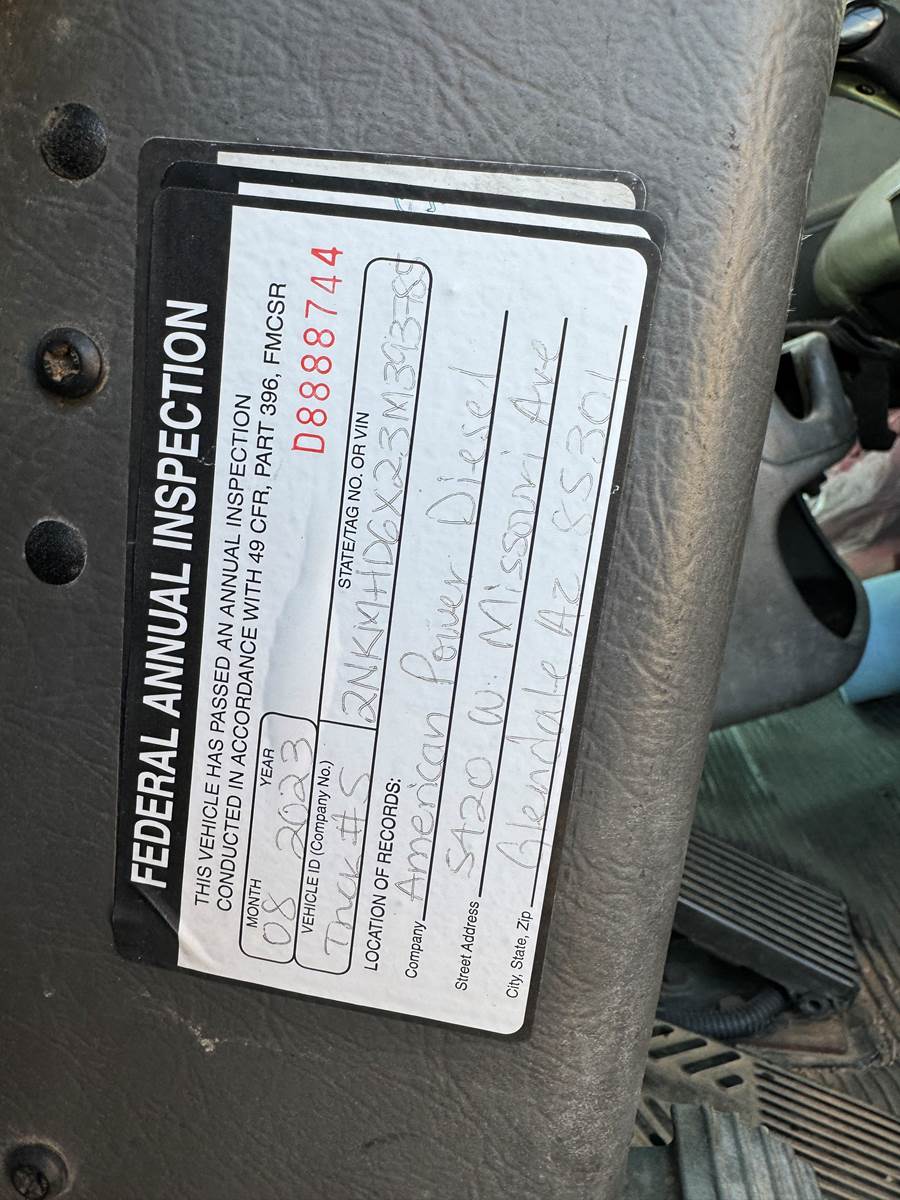 FEDERAL ANNUAL INSPECTION
THIS VEHICLE HAS PASSED AN ANNUAL INSPECTION
CONDUCTED IN ACCORDANCE WITH 49 CFR, PART 396, FMCSR
MONTH YEAR
08 2023
D8888744
VEHICLE ID (Company No.) STATE/TAG NO. OR VIN
Truck #5 2NKMHD6X23M393789
LOCATION OF RECORDS:
Company American Power Diesel
Street Address W. Missouri Ave
City, State, Zip Glendale AZ 85301